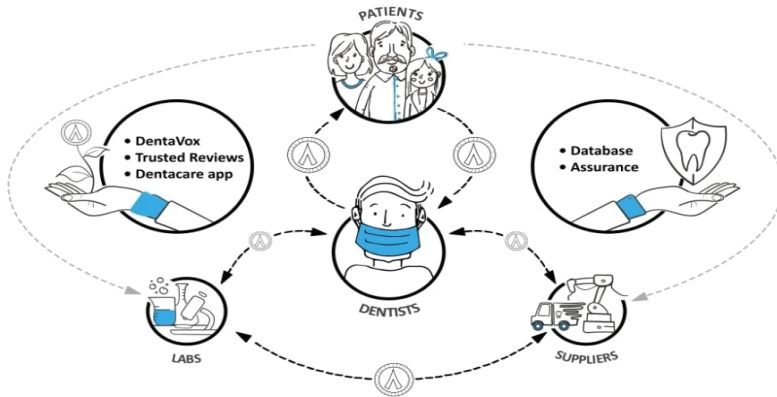 PATIENTS
• DentaVox
• Trusted Reviews
• Dentacare app
• Database
• Assurance
DENTISTS
LABS
SUPPLIERS